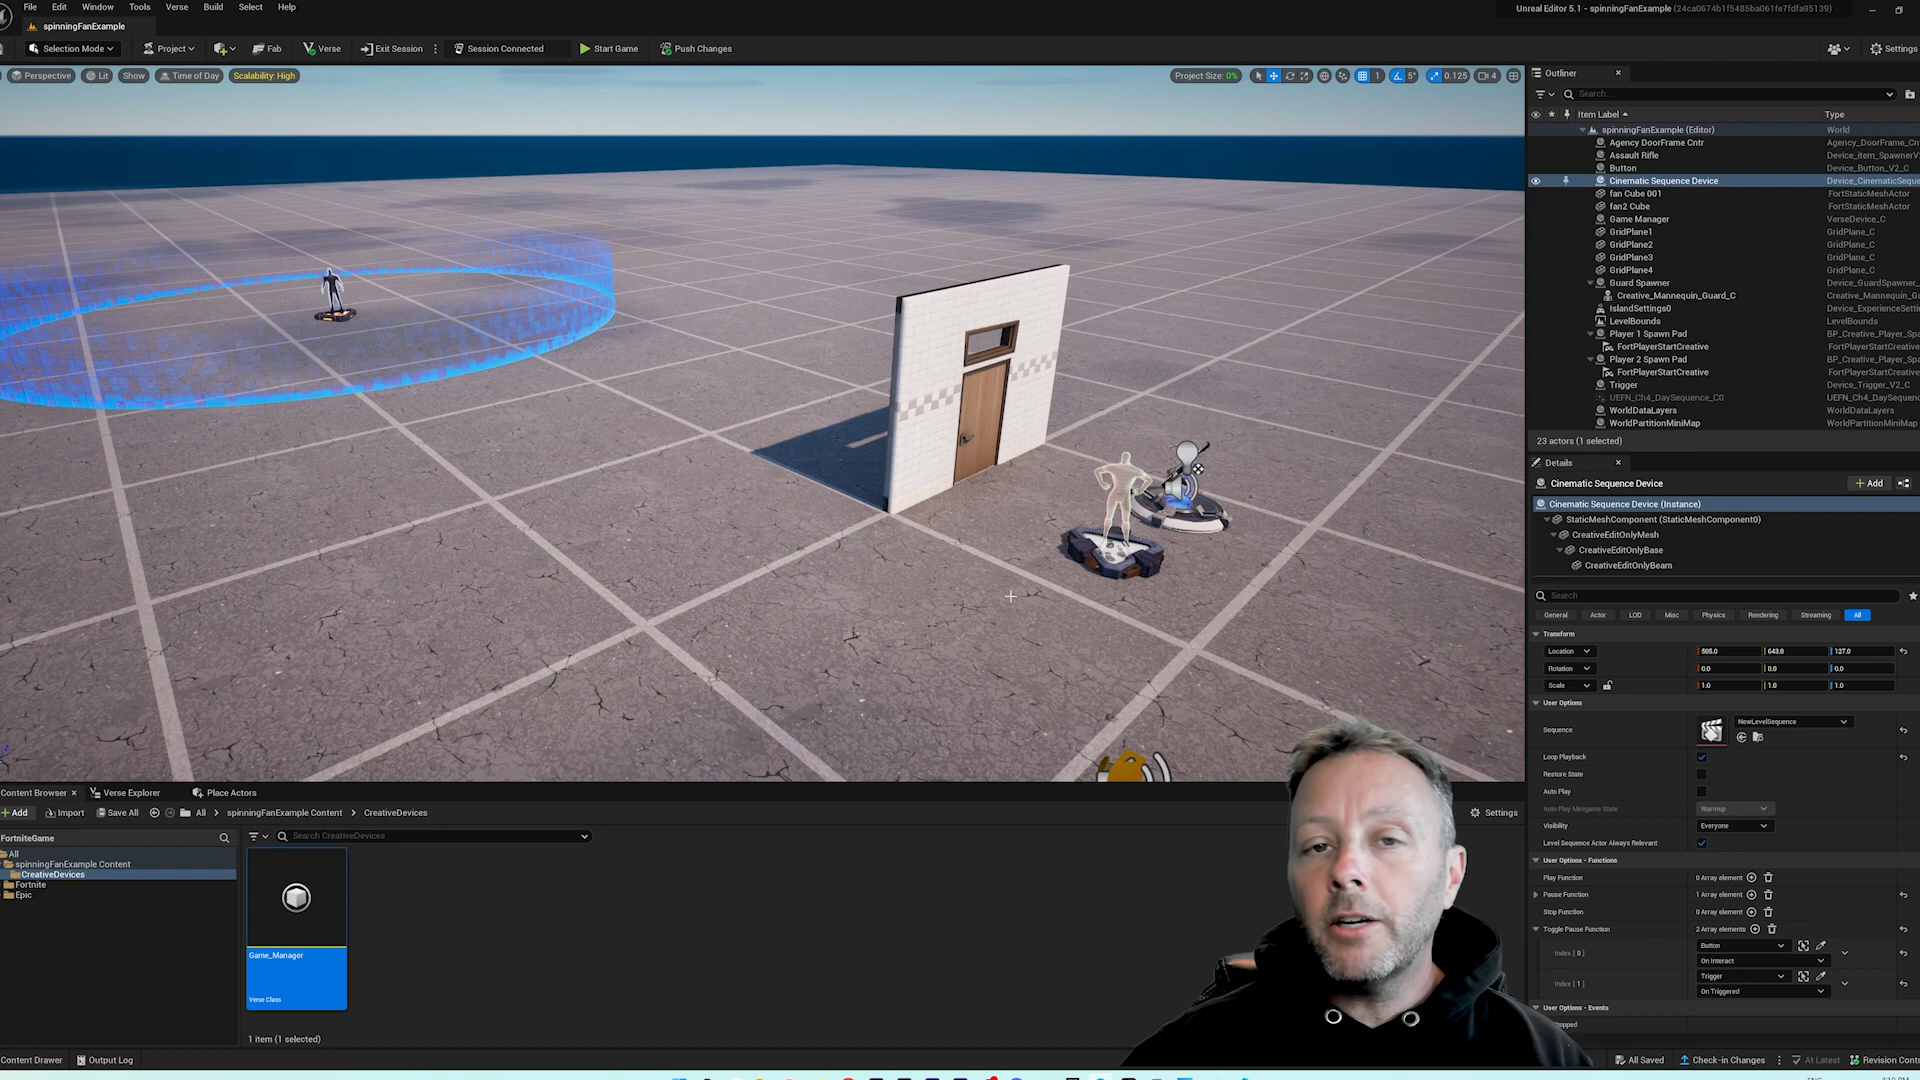 File Edit Window Tools Verse Build Select Help
Unreal Editor 5.1 - spinningFanExample (24ca0674b1f5485ba061fe7fdfa95139)
spinningFanExample
Selection Mode Project Fab Verse Exit Session Session Connected Start Game Push Changes Settings
Perspective Lit Show Time of Day Scalability: High
Project Size: 0% 1 5° 0.125 4
Outliner
Search...
Item Label Type
spinningFanExample (Editor) World
Agency DoorFrame Cntr Agency_DoorFrame_Cn
Assault Rifle Device_item_SpawnerV
Button Device_Button_V2_C
Cinematic Sequence Device Device_CinematicSeque
fan Cube 001 FortStaticMeshActor
fan2 Cube FortStaticMeshActor
Game Manager VerseDevice_C
GridPlane1 GridPlane_C
GridPlane2 GridPlane_C
GridPlane3 GridPlane_C
GridPlane4 GridPlane_C
Guard Spawner Device_GuardSpawner_
Creative_Mannequin_Guard_C Creative_Mannequin_Gu
IslandSettings0 Device_ExperienceSetti
LevelBounds LevelBounds
Player 1 Spawn Pad BP_Creative_Player_Spa
FortPlayerStartCreative FortPlayerStartCreative
Player 2 Spawn Pad BP_Creative_Player_Spa
FortPlayerStartCreative FortPlayerStartCreative
Trigger Device_Trigger_V2_C
UEFN_Ch4_DaySequence_C0 UEFN_Ch4_DaySequenc
WorldDataLayers WorldDataLayers
WorldPartitionMiniMap WorldPartitionMiniMap
23 actors (1 selected)
Details
Cinematic Sequence Device Add
Cinematic Sequence Device (Instance)
StaticMeshComponent (StaticMeshComponent0)
CreativeEditOnlyMesh
CreativeEditOnlyBase
CreativeEditOnlyBeam
Search
General Actor LOD Misc Physics Rendering Streaming All
Transform
Location 505.0 643.0 127.0
Rotation 0.0 0.0 0.0
Scale 1.0 1.0 1.0
User Options
Sequence NewLevelSequence
Loop Playback
Restore State
Auto Play
Auto Play Minigame State Warmup
Visibility Everyone
Level Sequence Actor Always Relevant
User Options - Functions
Play Function 0 Array element
Pause Function 1 Array element
Stop Function 0 Array element
Toggle Pause Function 2 Array elements
Index [ 0 ] Button
On Interact
Index [ 1 ] Trigger
On Triggered
User Options - Events
topped
Content Browser Verse Explorer Place Actors
Add Import Save All All spinningFanExample Content CreativeDevices Settings
FortniteGame Search CreativeDevices
All
spinningFanExample Content
CreativeDevices
Fortnite
Epic
Game_Manager
Verse Class
1 item (1 selected)
Content Drawer Output Log All Saved Check-in Changes At Latest Revision Contr
ENG